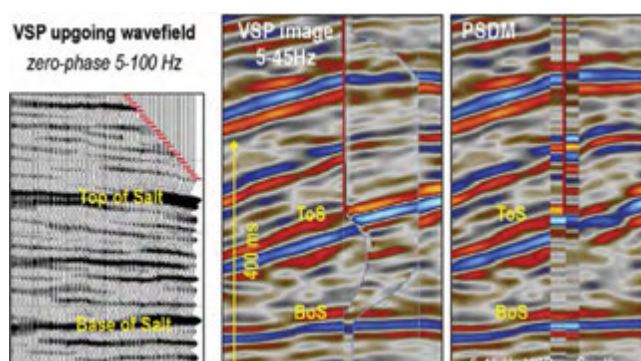 VSP upgoing wavefield
zero-phase 5-100 Hz
Top of Salt
Base of Salt
VSP image
5-45Hz
400 ms
ToS
BoS
PSDM
ToS
BoS